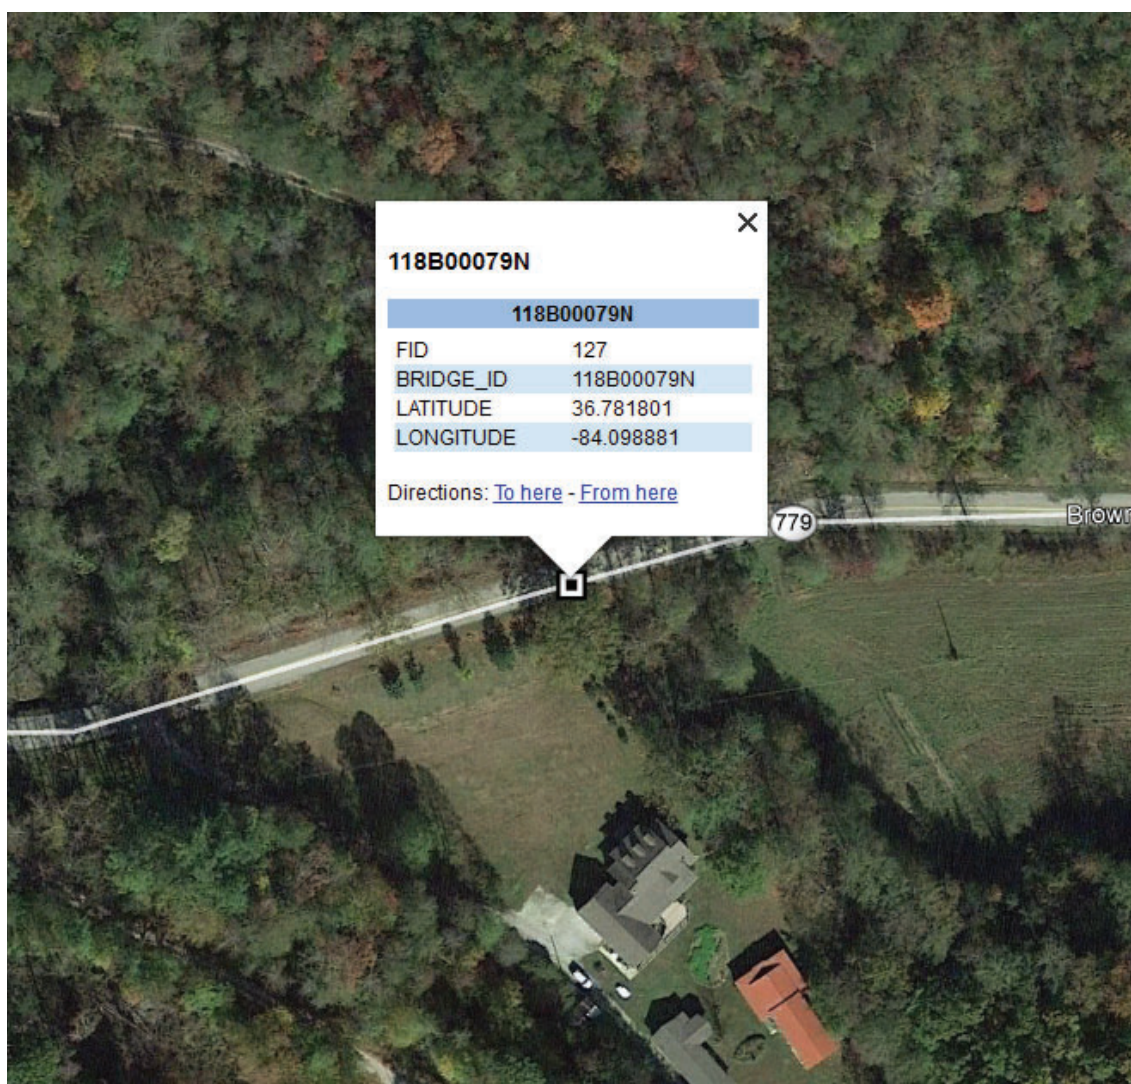 118B00079N
118B00079N
FID 127
BRIDGE_ID 118B00079N
LATITUDE 36.781801
LONGITUDE -84.098881
Directions: To here - From here
779
Brown